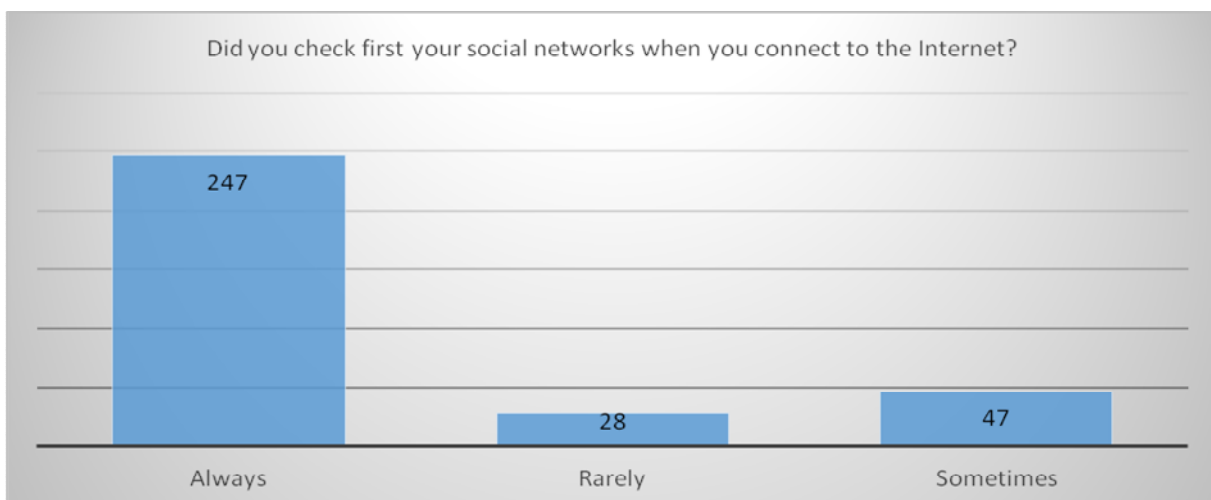 Did you check first your social networks when you connect to the Internet?
247
28
47
Always
Rarely
Sometimes